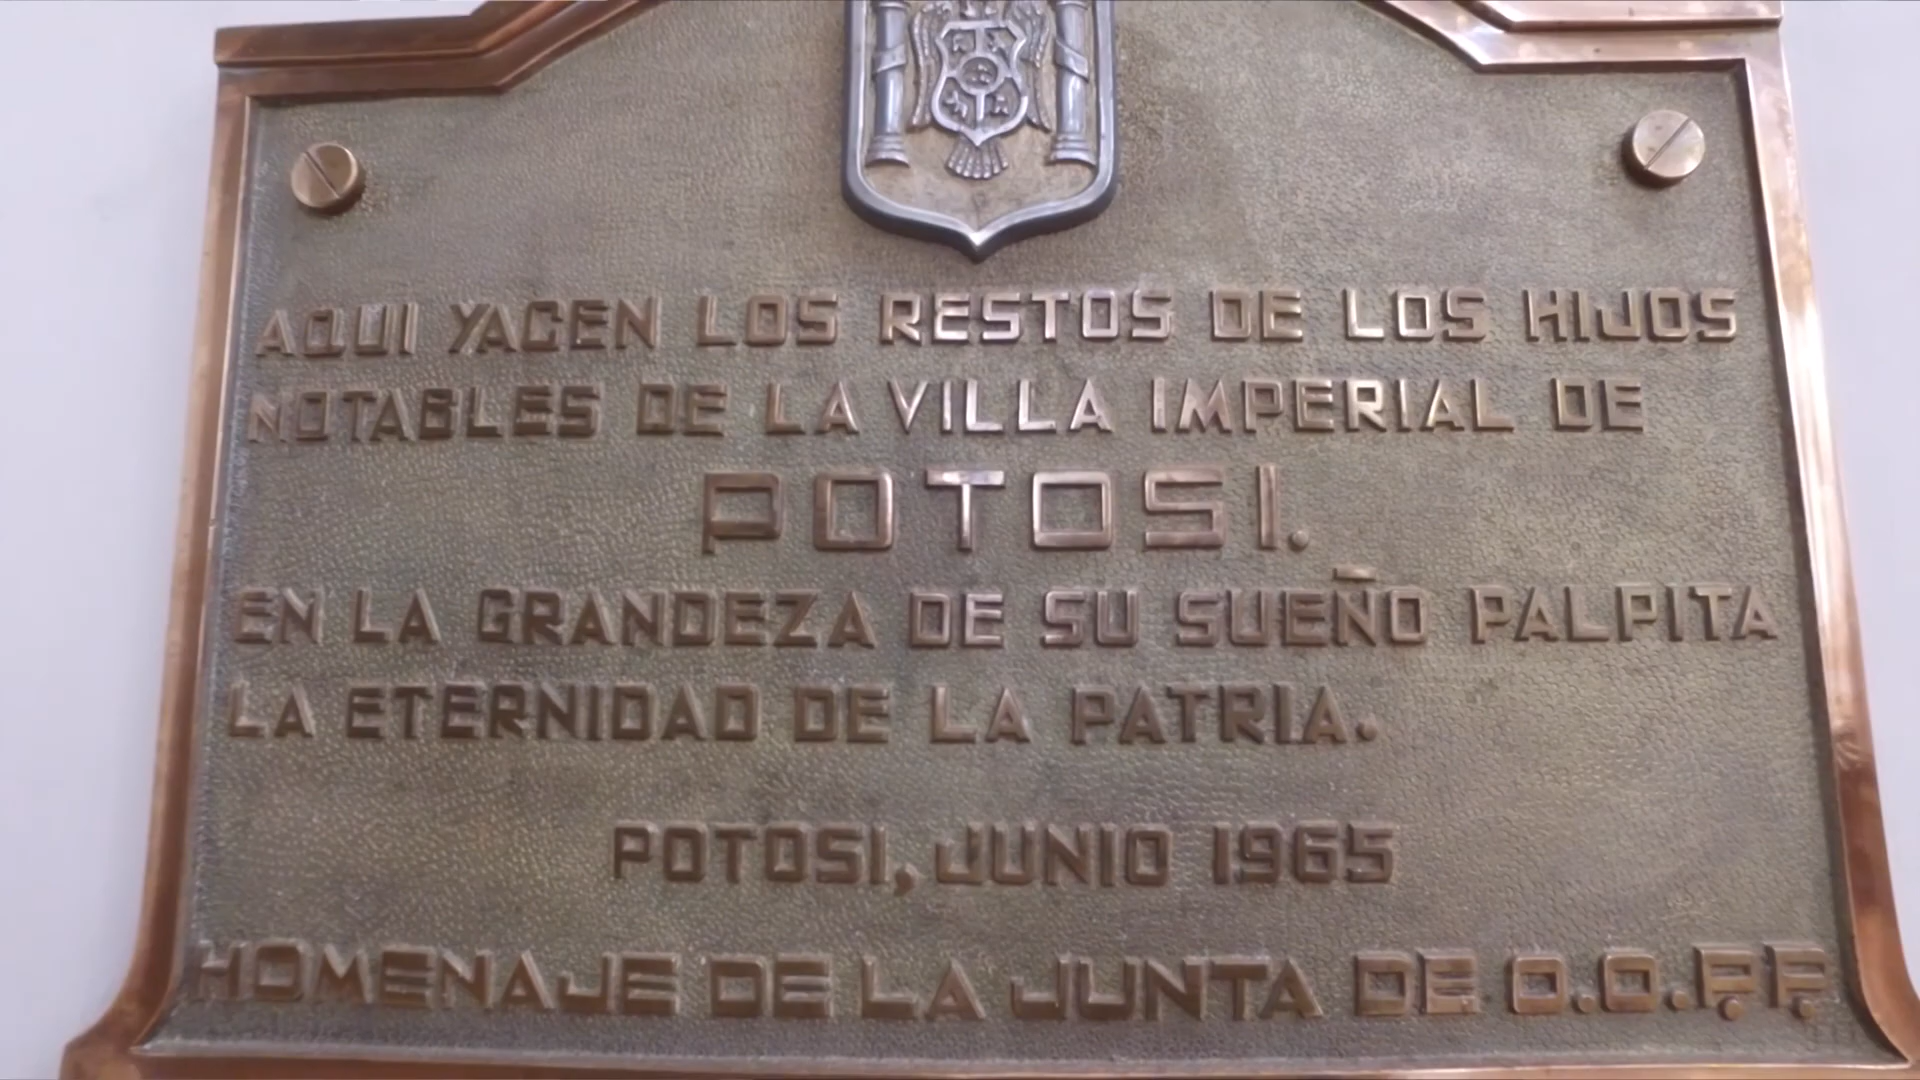 AQUI YACEN LOS RESTOS DE LOS HIJOS
NOTABLES DE LA VILLA IMPERIAL DE
POTOSI.
EN LA GRANDEZA DE SU SUEÑO PALPITA
LA ETERNIDAD DE LA PATRIA.
POTOSI, JUNIO 1965
HOMENAJE DE LA JUNTA DE O.O.P.P.